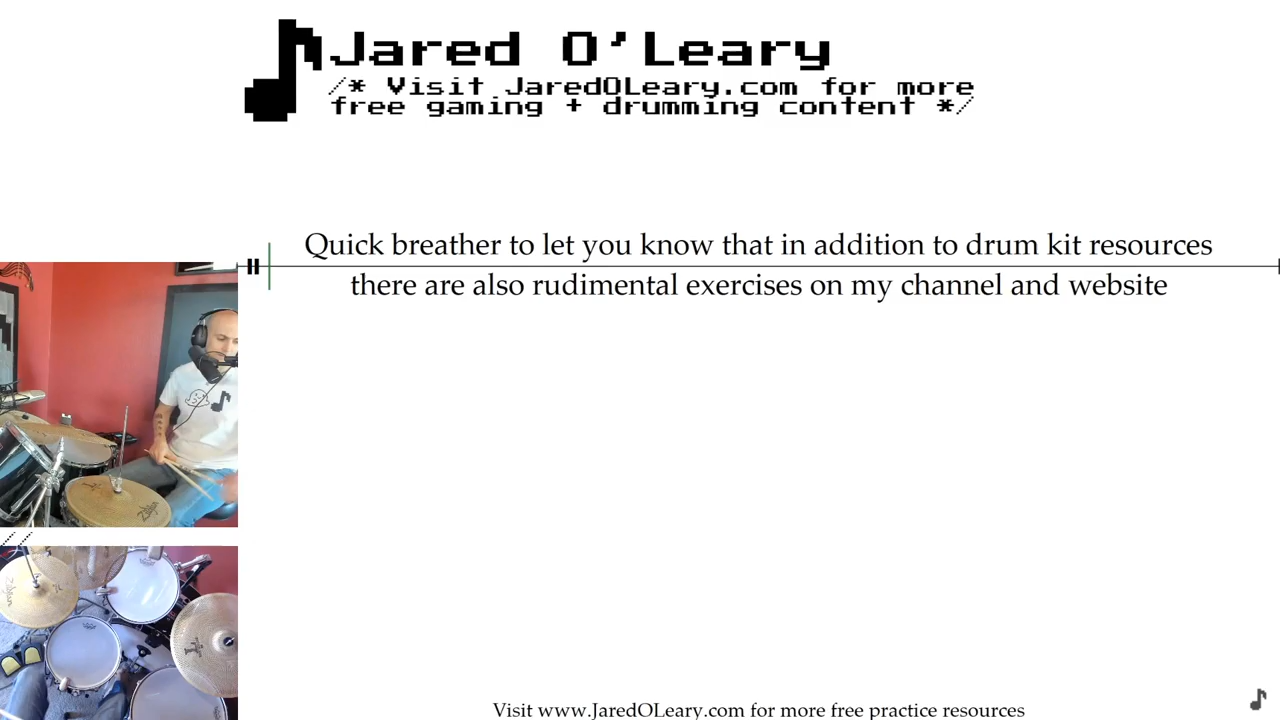 Jared O'Leary
/* Visit JaredOLeary.com for more
free gaming + drumming content */
Quick breather to let you know that in addition to drum kit resources
there are also rudimental exercises on my channel and website
Zildjian
Zildjian
Visit www.JaredOLeary.com for more free practice resources